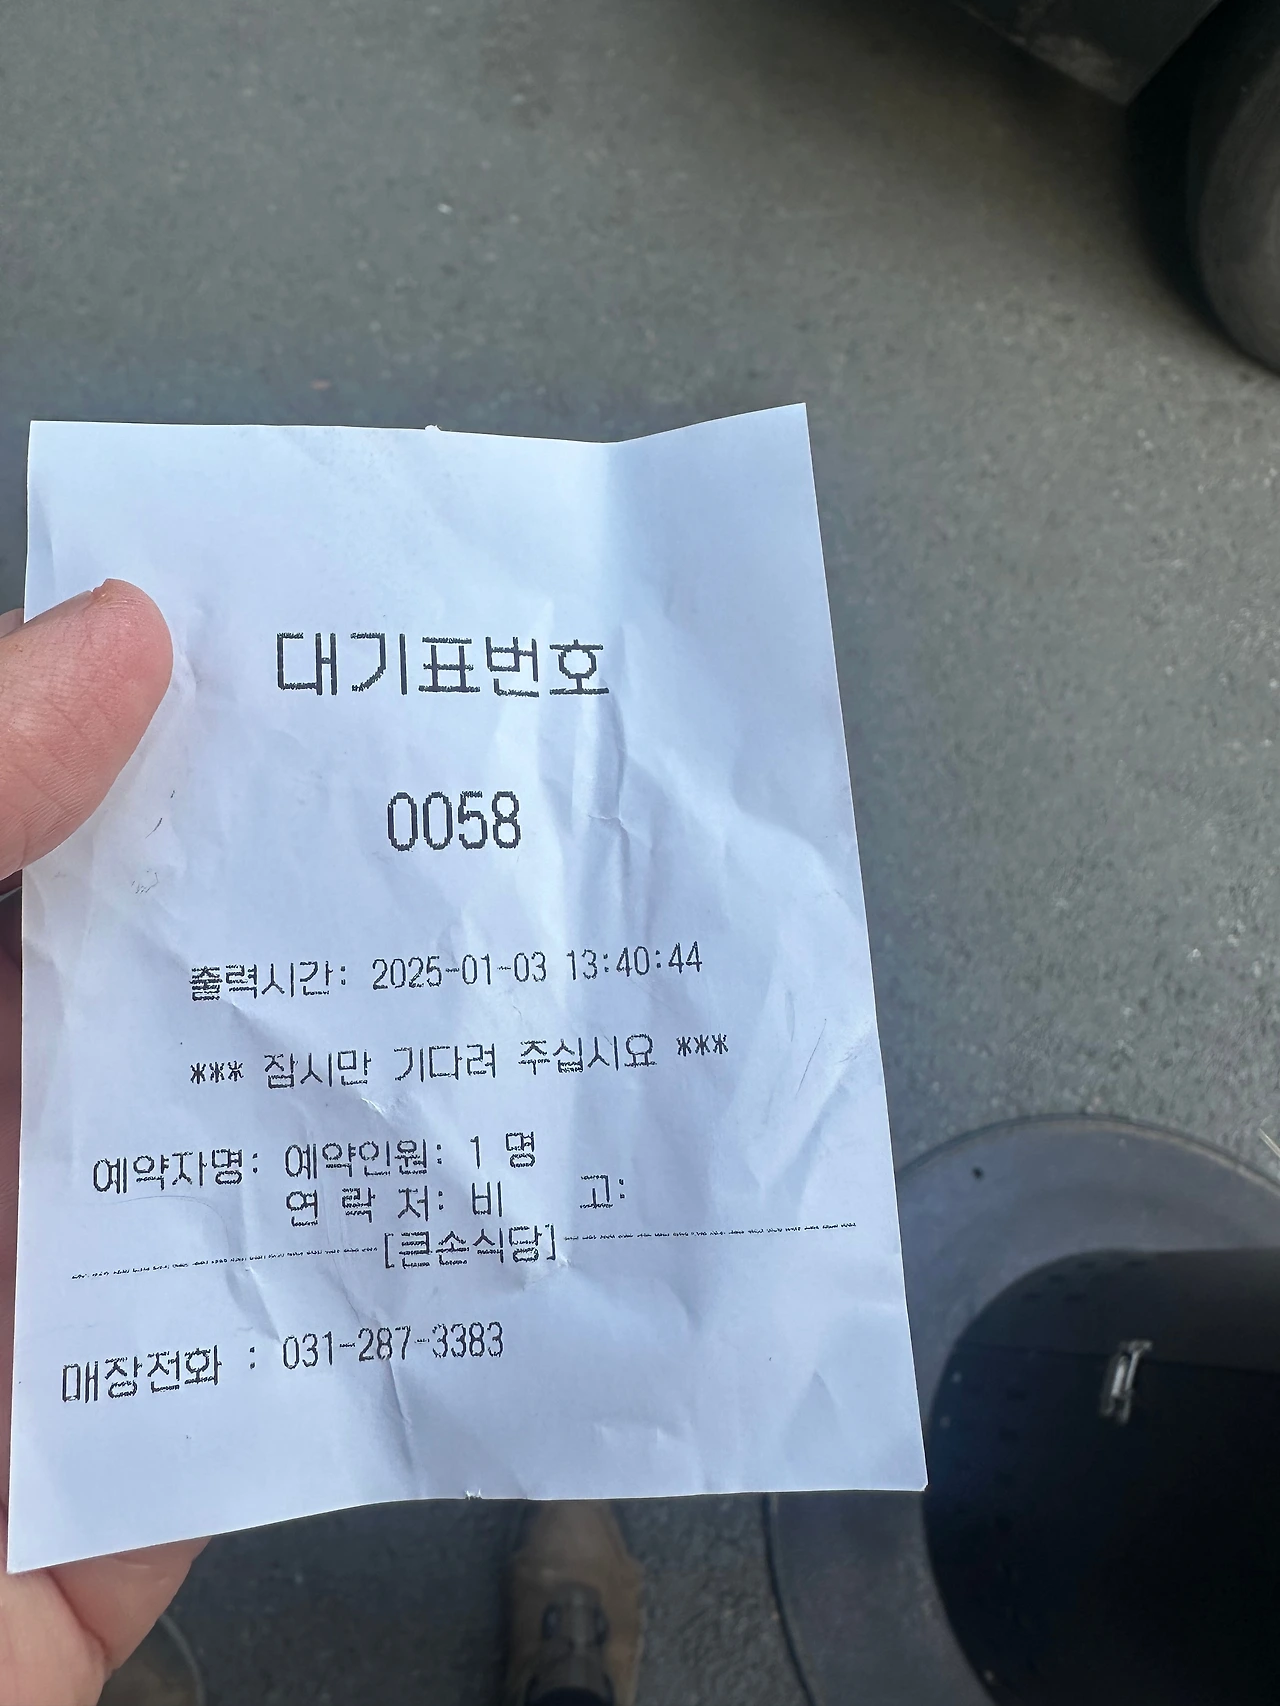 대기표번호
0058
출력시간: 2025-01-03 13:40:44
*** 잠시만 기다려 주십시요 ***
예약자명: 예약인원: 1 명
연 락 처: 비 고:
[큰손식당]
매장전화 : 031-287-3383